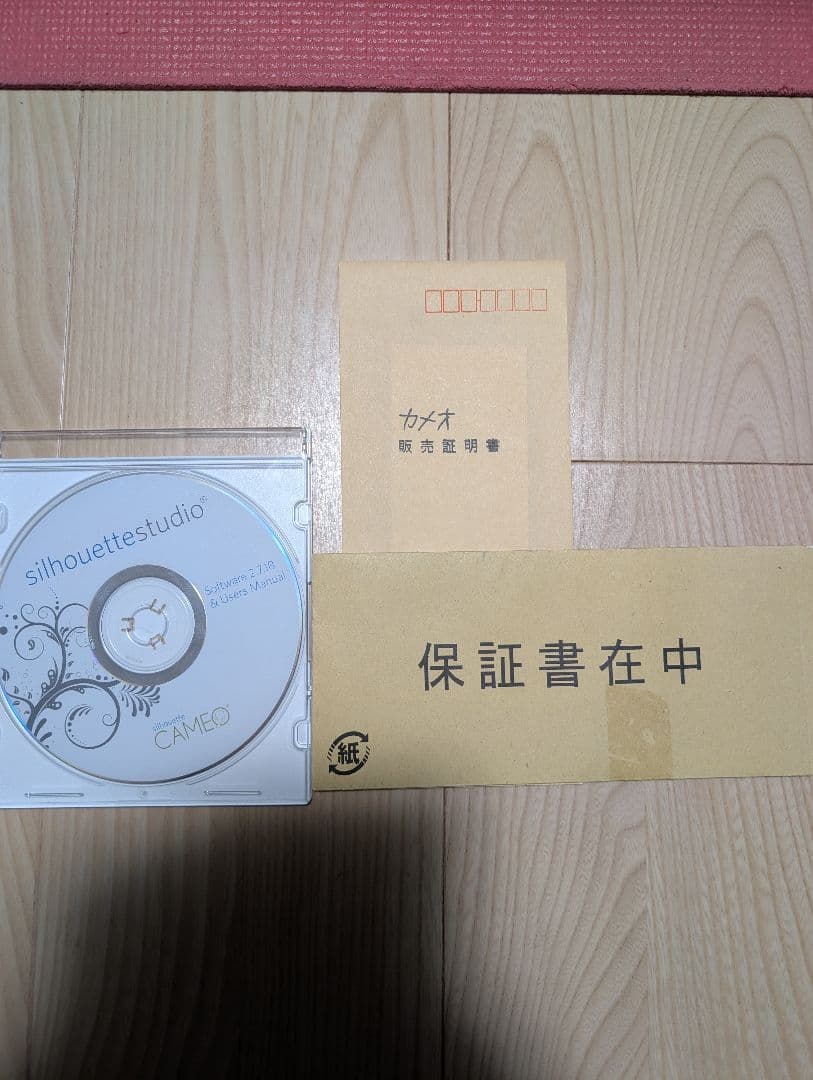 カメオ
販売証明書
silhouettestudio®
Software 2.7.18
& Users Manual
silhouette
CAMEO®
保証書在中
紙